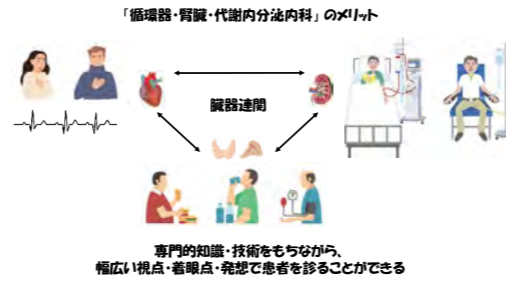 「循環器・腎臓・代謝内分泌内科」のメリット
臓器連関
専門的知識・技術をもちながら、
幅広い視点・着眼点・発想で患者を診ることができる